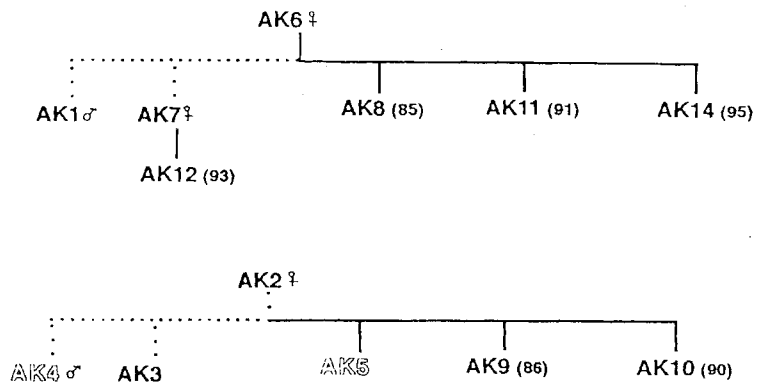 AK6 ♀
AK1 ♂ AK7 ♀ AK8 (85) AK11 (91) AK14 (95)
AK12 (93)
AK2 ♀
AK4 ♂ AK3 AK5 AK9 (86) AK10 (90)